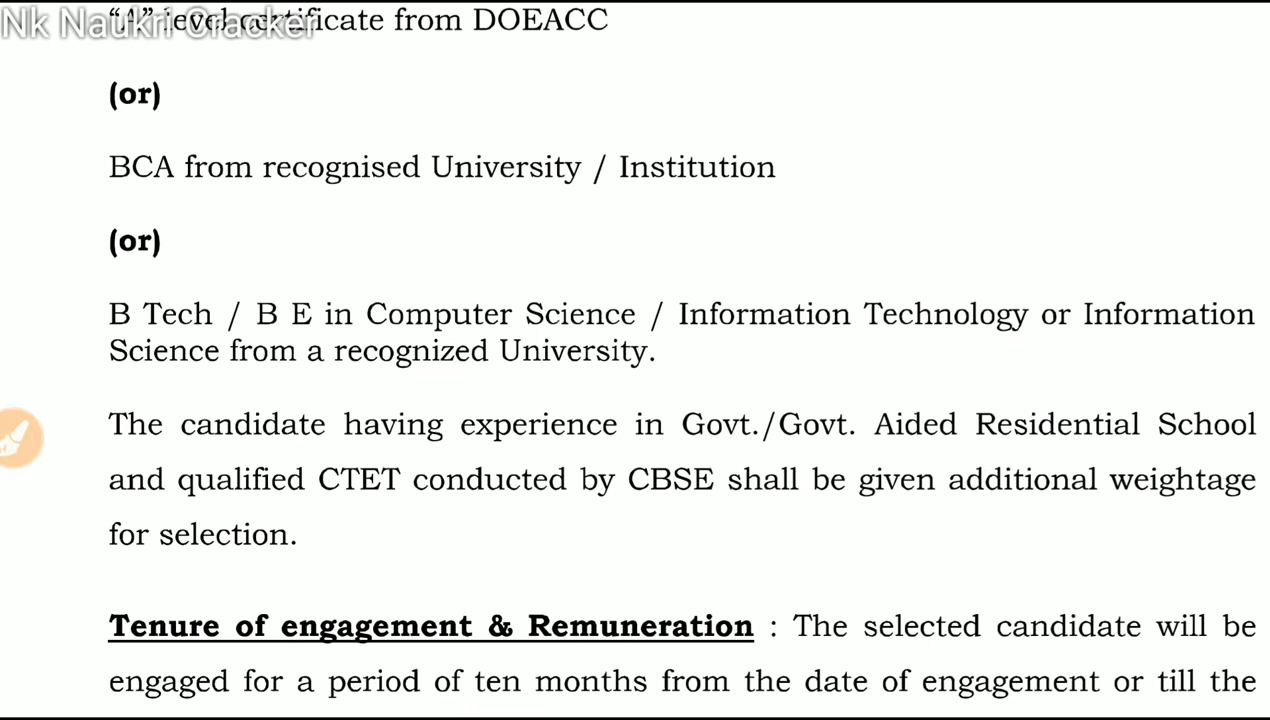 Nk Naukri Cracker
“A” level certificate from DOEACC
(or)
BCA from recognised University / Institution
(or)
B Tech / B E in Computer Science / Information Technology or Information
Science from a recognized University.
The candidate having experience in Govt./Govt. Aided Residential School
and qualified CTET conducted by CBSE shall be given additional weightage
for selection.
Tenure of engagement & Remuneration : The selected candidate will be
engaged for a period of ten months from the date of engagement or till the